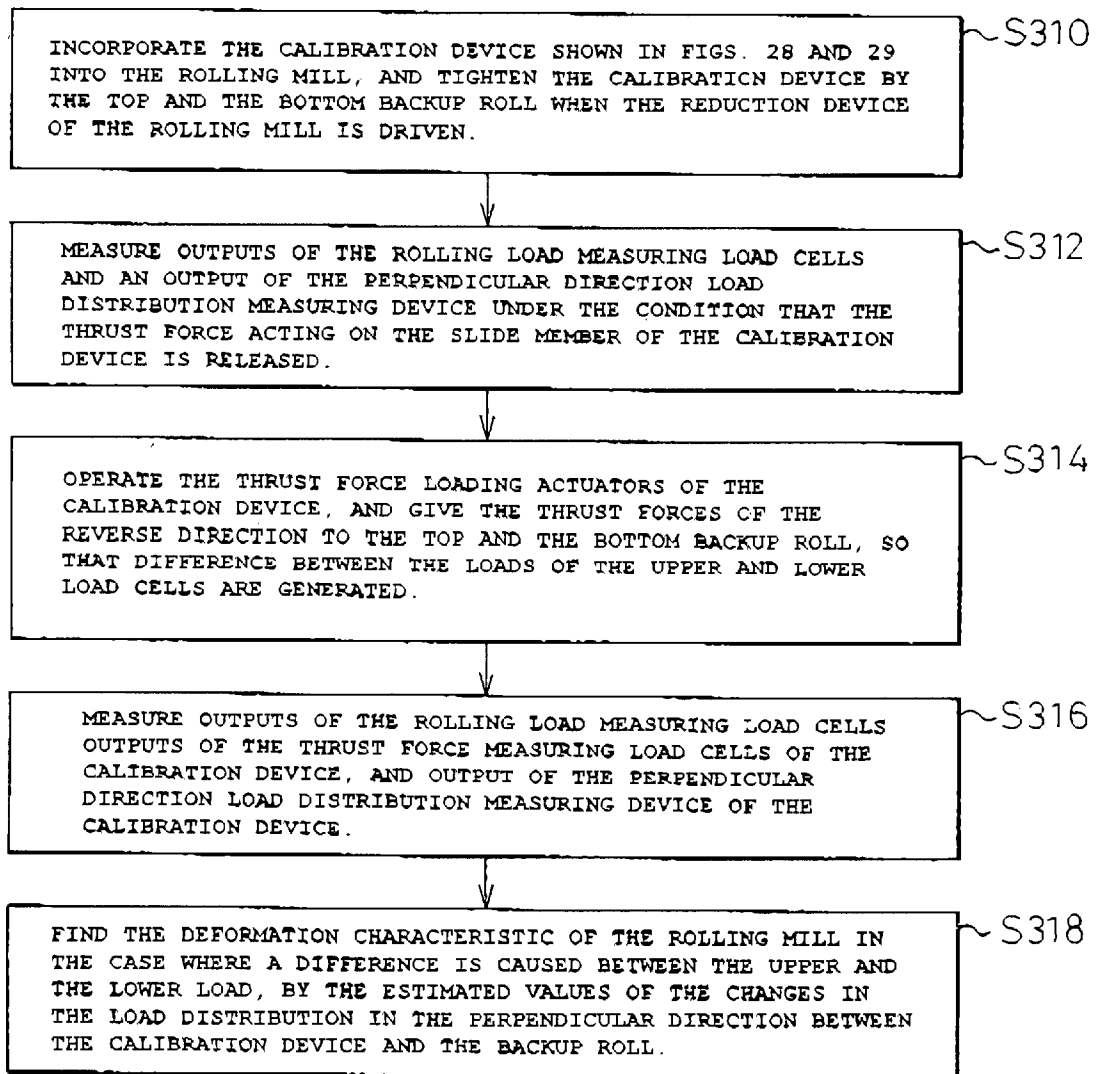 S310
INCORPORATE THE CALIBRATION DEVICE SHOWN IN FIGS. 28 AND 29
INTO THE ROLLING MILL, AND TIGHTEN THE CALIBRATION DEVICE BY
THE TOP AND THE BOTTOM BACKUP ROLL WHEN THE REDUCTION DEVICE
OF THE ROLLING MILL IS DRIVEN.
S312
MEASURE OUTPUTS OF THE ROLLING LOAD MEASURING LOAD CELLS
AND AN OUTPUT OF THE PERPENDICULAR DIRECTION LOAD
DISTRIBUTION MEASURING DEVICE UNDER THE CONDITION THAT THE
THRUST FORCE ACTING ON THE SLIDE MEMBER OF THE CALIBRATION
DEVICE IS RELEASED.
S314
OPERATE THE THRUST FORCE LOADING ACTUATORS OF THE
CALIBRATION DEVICE, AND GIVE THE THRUST FORCES OF THE
REVERSE DIRECTION TO THE TOP AND THE BOTTOM BACKUP ROLL, SO
THAT DIFFERENCE BETWEEN THE LOADS OF THE UPPER AND LOWER
LOAD CELLS ARE GENERATED.
S316
MEASURE OUTPUTS OF THE ROLLING LOAD MEASURING LOAD CELLS
OUTPUTS OF THE THRUST FORCE MEASURING LOAD CELLS OF THE
CALIBRATION DEVICE, AND OUTPUT OF THE PERPENDICULAR
DIRECTION LOAD DISTRIBUTION MEASURING DEVICE OF THE
CALIBRATION DEVICE.
S318
FIND THE DEFORMATION CHARACTERISTIC OF THE ROLLING MILL IN
THE CASE WHERE A DIFFERENCE IS CAUSED BETWEEN THE UPPER AND
THE LOWER LOAD, BY THE ESTIMATED VALUES OF THE CHANGES IN
THE LOAD DISTRIBUTION IN THE PERPENDICULAR DIRECTION BETWEEN
THE CALIBRATION DEVICE AND THE BACKUP ROLL.